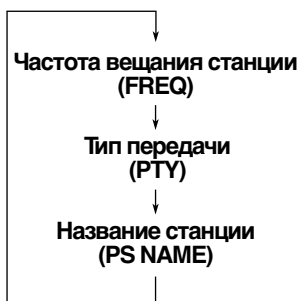 Частота вещания станции
(FREQ)
Тип передачи
(PTY)
Название станции
(PS NAME)